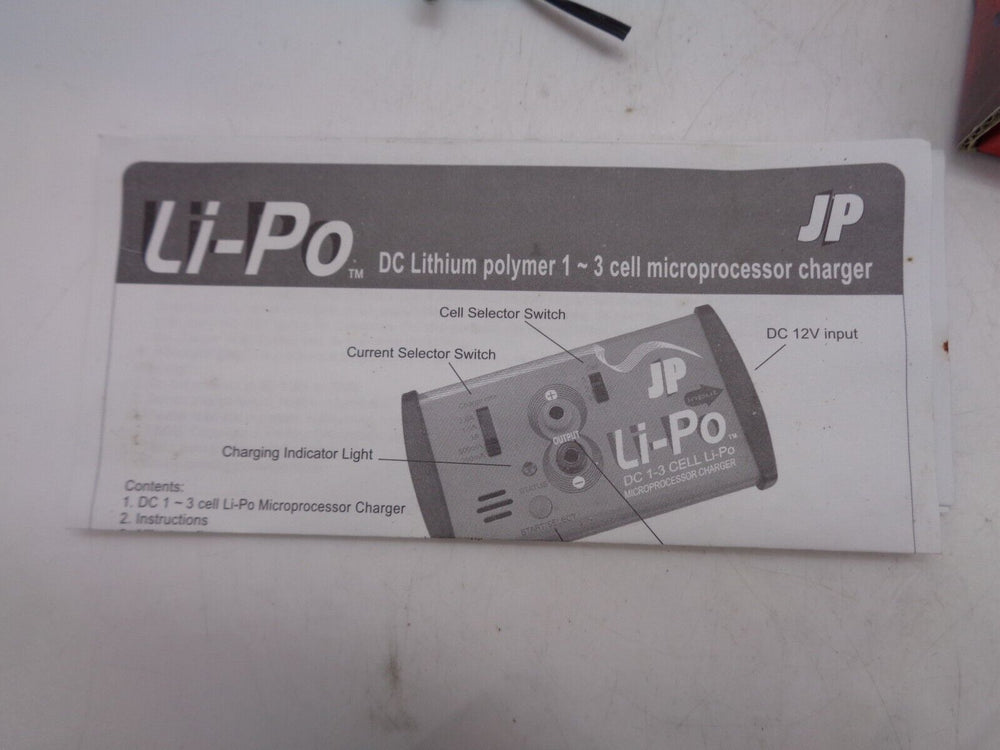 Li-Po™ DC Lithium polymer 1 ~ 3 cell microprocessor charger
JP
Cell Selector Switch
DC 12V input
Current Selector Switch
JP
OUTPUT
Li-Po™
DC 1-3 CELL Li-Po
MICROPROCESSOR CHARGER
Charging Indicator Light
STATUS
Contents:
1. DC 1 ~ 3 cell Li-Po Microprocessor Charger
2. Instructions